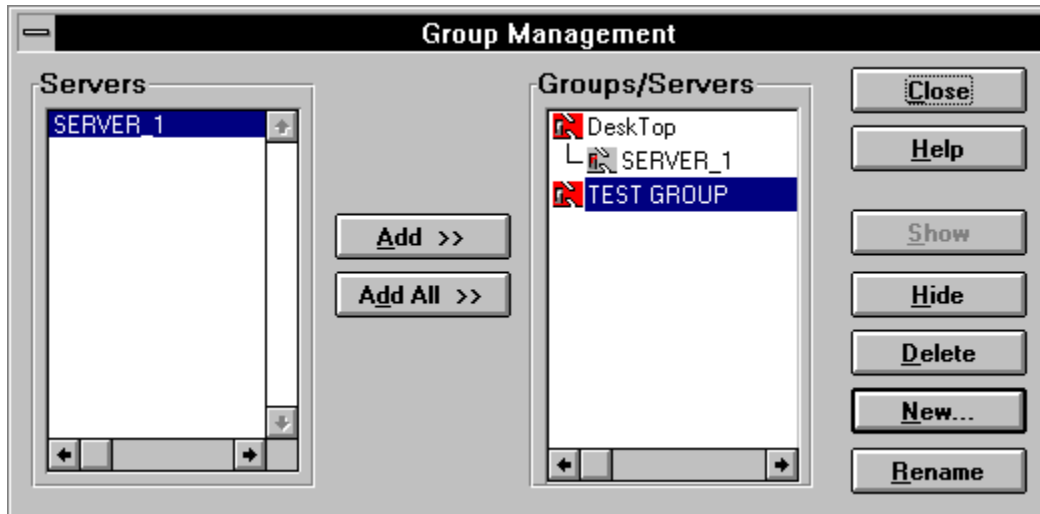 Group Management
Servers
SERVER_1
Add >>
Add All >>
Groups/Servers
DeskTop
SERVER_1
TEST GROUP
Close
Help
Show
Hide
Delete
New...
Rename